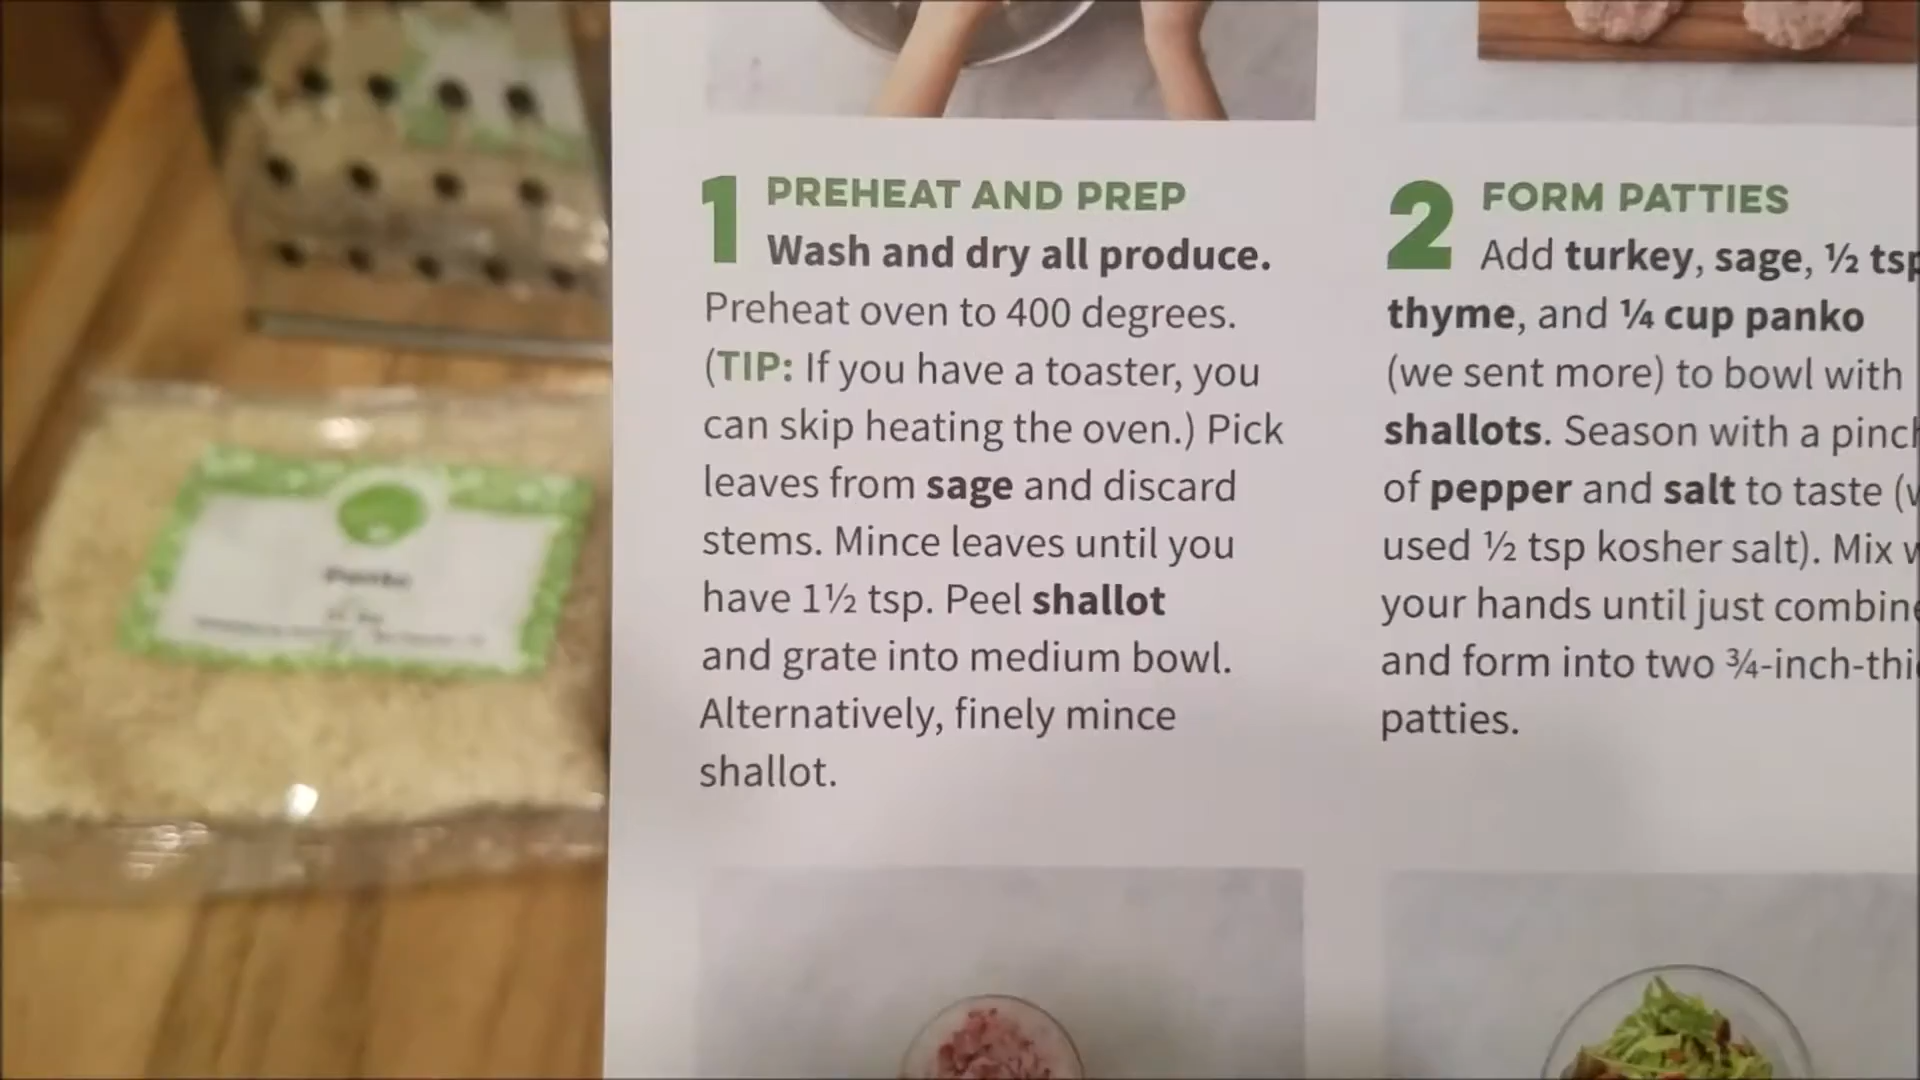 1 PREHEAT AND PREP
Wash and dry all produce.
Preheat oven to 400 degrees.
(TIP: If you have a toaster, you
can skip heating the oven.) Pick
leaves from sage and discard
stems. Mince leaves until you
have 1½ tsp. Peel shallot
and grate into medium bowl.
Alternatively, finely mince
shallot.
2 FORM PATTIES
Add turkey, sage, ½ tsp
thyme, and ¼ cup panko
(we sent more) to bowl with
shallots. Season with a pinch
of pepper and salt to taste (
used ½ tsp kosher salt). Mix
your hands until just
and form into two ¾-inch-
patties.